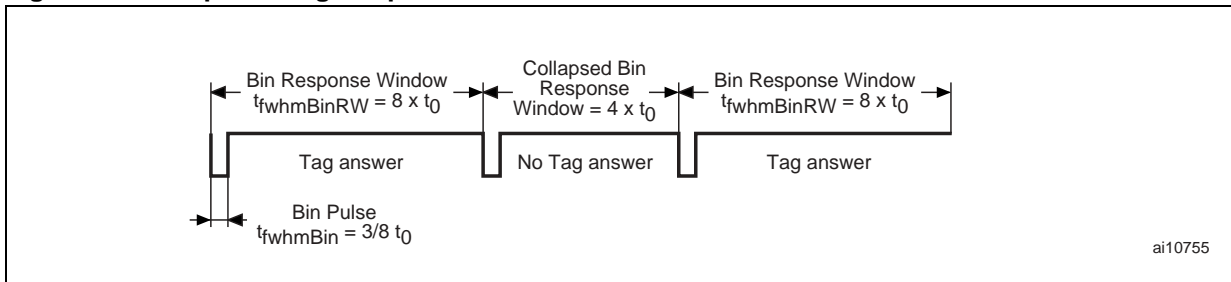 Bin Response Window
tfwhmBinRW = 8 x t0
Collapsed Bin
Response
Window = 4 x t0
Bin Response Window
tfwhmBinRW = 8 x t0
Tag answer
No Tag answer
Tag answer
Bin Pulse
tfwhmBin = 3/8 t0
ai10755